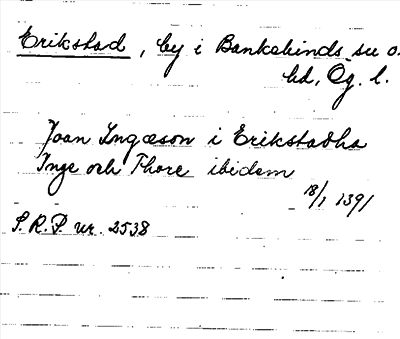 Erikstad, by i Bankekinds sn o.
hd, Ög. l.
Joan Ingæson i Erikstadha
Inge och Thore ibidem
18/1 1391
S.R.P. nr. 2538